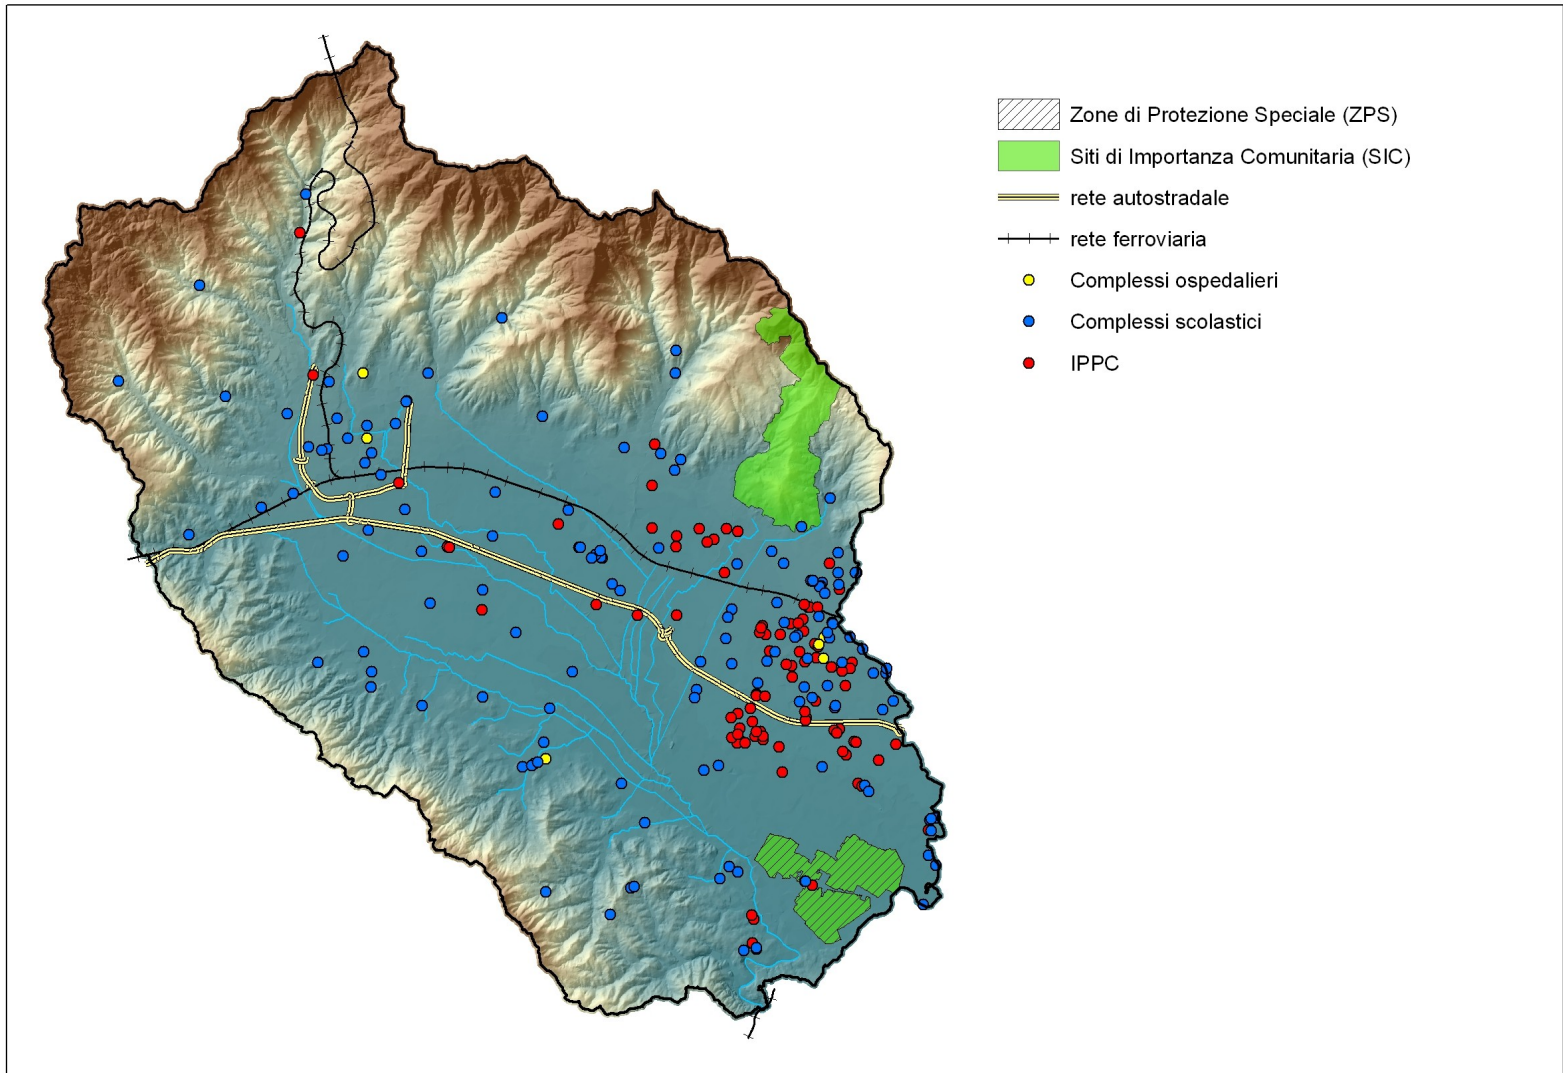 Zone di Protezione Speciale (ZPS)
Siti di Importanza Comunitaria (SIC)
rete autostradale
rete ferroviaria
Complessi ospedalieri
Complessi scolastici
IPPC